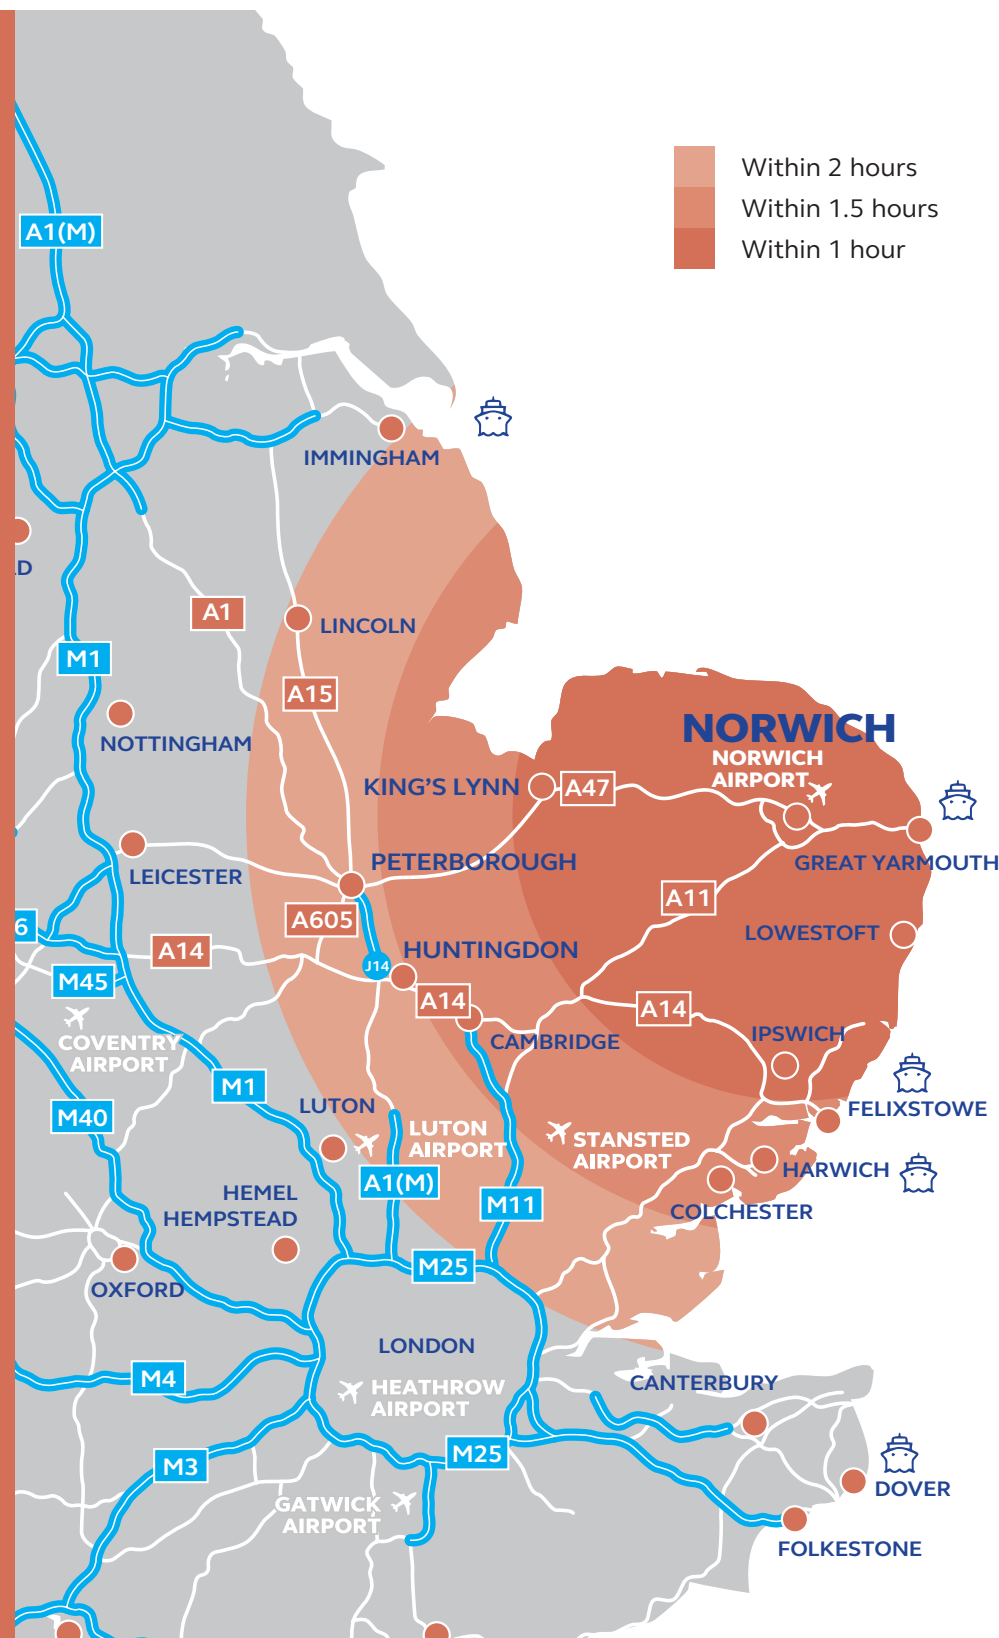 Within 2 hours
Within 1.5 hours
Within 1 hour
A1(M)
IMMINGHAM
LD
A1
LINCOLN
M1
A15
NOTTINGHAM
NORWICH
NORWICH
AIRPORT
KING'S LYNN
A47
GREAT YARMOUTH
PETERBOROUGH
LEICESTER
A11
A605
6
A14
LOWESTOFT
HUNTINGDON
J14
M45
A14
A14
COVENTRY
AIRPORT
CAMBRIDGE
IPSWICH
M1
M40
LUTON
FELIXSTOWE
LUTON
AIRPORT
STANSTED
AIRPORT
HARWICH
A1(M)
HEMEL
HEMPSTEAD
M11
COLCHESTER
M25
OXFORD
LONDON
M4
HEATHROW
AIRPORT
CANTERBURY
M3
M25
DOVER
GATWICK
AIRPORT
FOLKESTONE